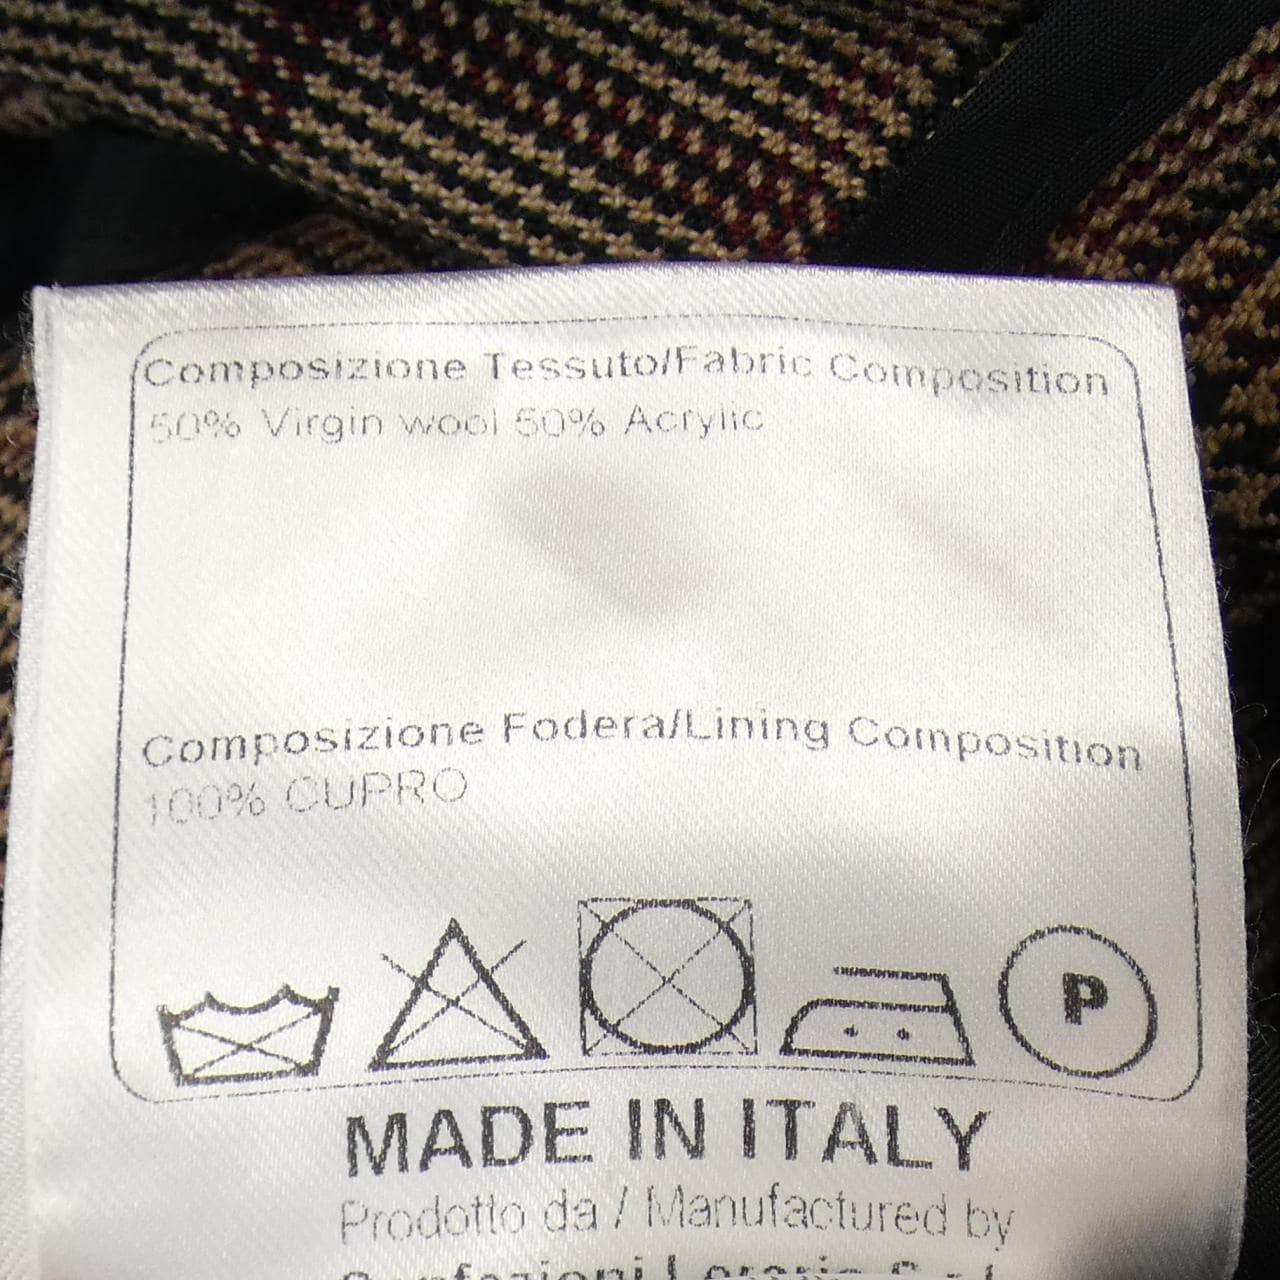 Composizione Tessuto/Fabric Composition
50% Virgin wool 50% Acrylic
Composizione Fodera/Lining Composition
100% CUPRO
P
MADE IN ITALY
Prodotto da / Manufactured by
Confezioni